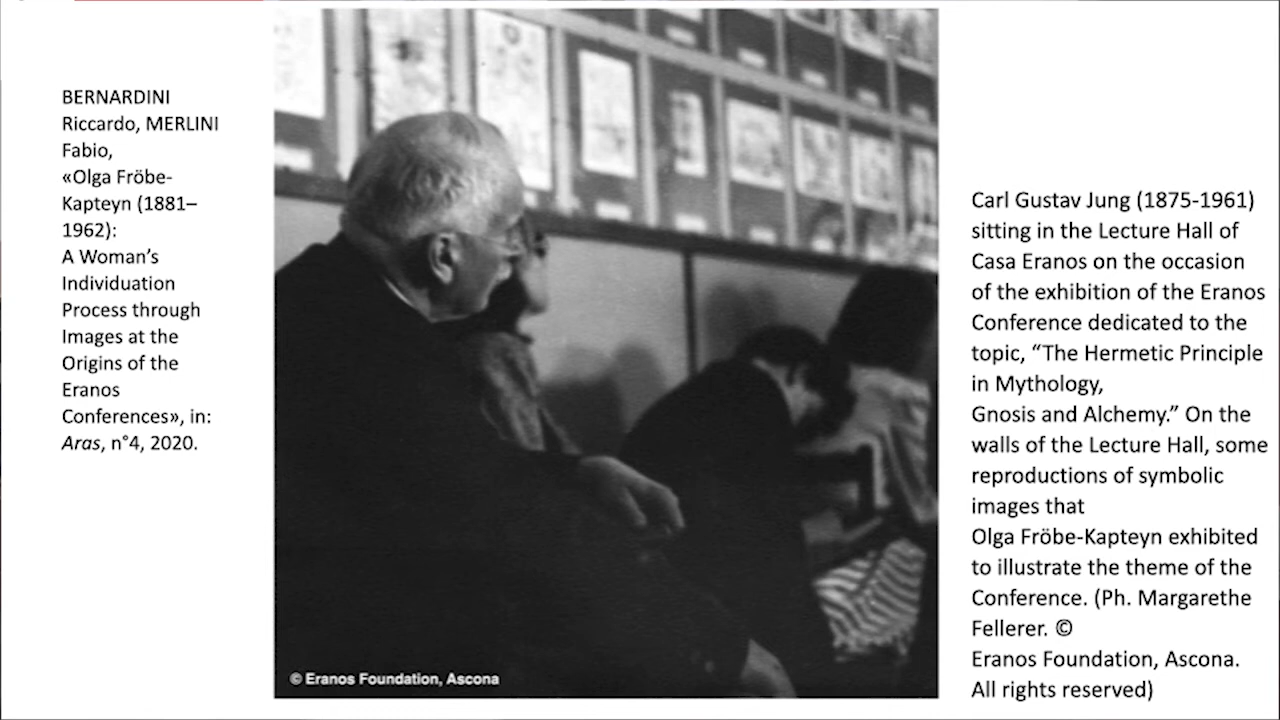 BERNARDINI
Riccardo, MERLINI
Fabio,
«Olga Fröbe-
Kapteyn (1881–
1962):
A Woman’s
Individuation
Process through
Images at the
Origins of the
Eranos
Conferences», in:
Aras, n°4, 2020.
© Eranos Foundation, Ascona
Carl Gustav Jung (1875-1961)
sitting in the Lecture Hall of
Casa Eranos on the occasion
of the exhibition of the Eranos
Conference dedicated to the
topic, “The Hermetic Principle
in Mythology,
Gnosis and Alchemy.” On the
walls of the Lecture Hall, some
reproductions of symbolic
images that
Olga Fröbe-Kapteyn exhibited
to illustrate the theme of the
Conference. (Ph. Margarethe
Fellerer. ©
Eranos Foundation, Ascona.
All rights reserved)